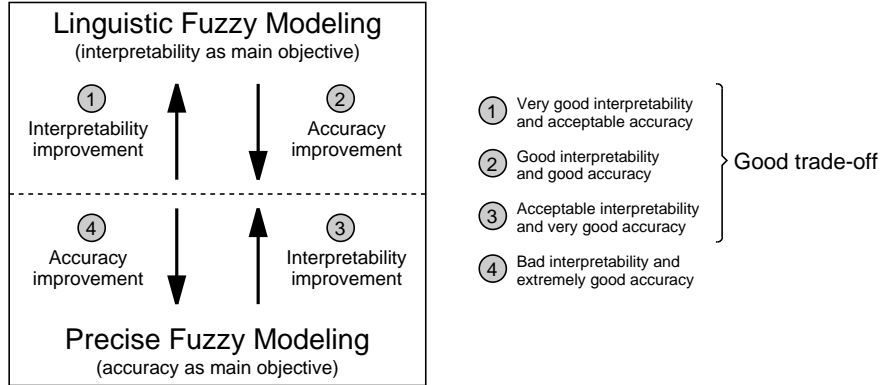 Linguistic Fuzzy Modeling
(interpretability as main objective)
1
Interpretability
improvement
2
Accuracy
improvement
4
Accuracy
improvement
3
Interpretability
improvement
Precise Fuzzy Modeling
(accuracy as main objective)
1 Very good interpretability
and acceptable accuracy
2 Good interpretability
and good accuracy
3 Acceptable interpretability
and very good accuracy
4 Bad interpretability and
extremely good accuracy
Good trade-off